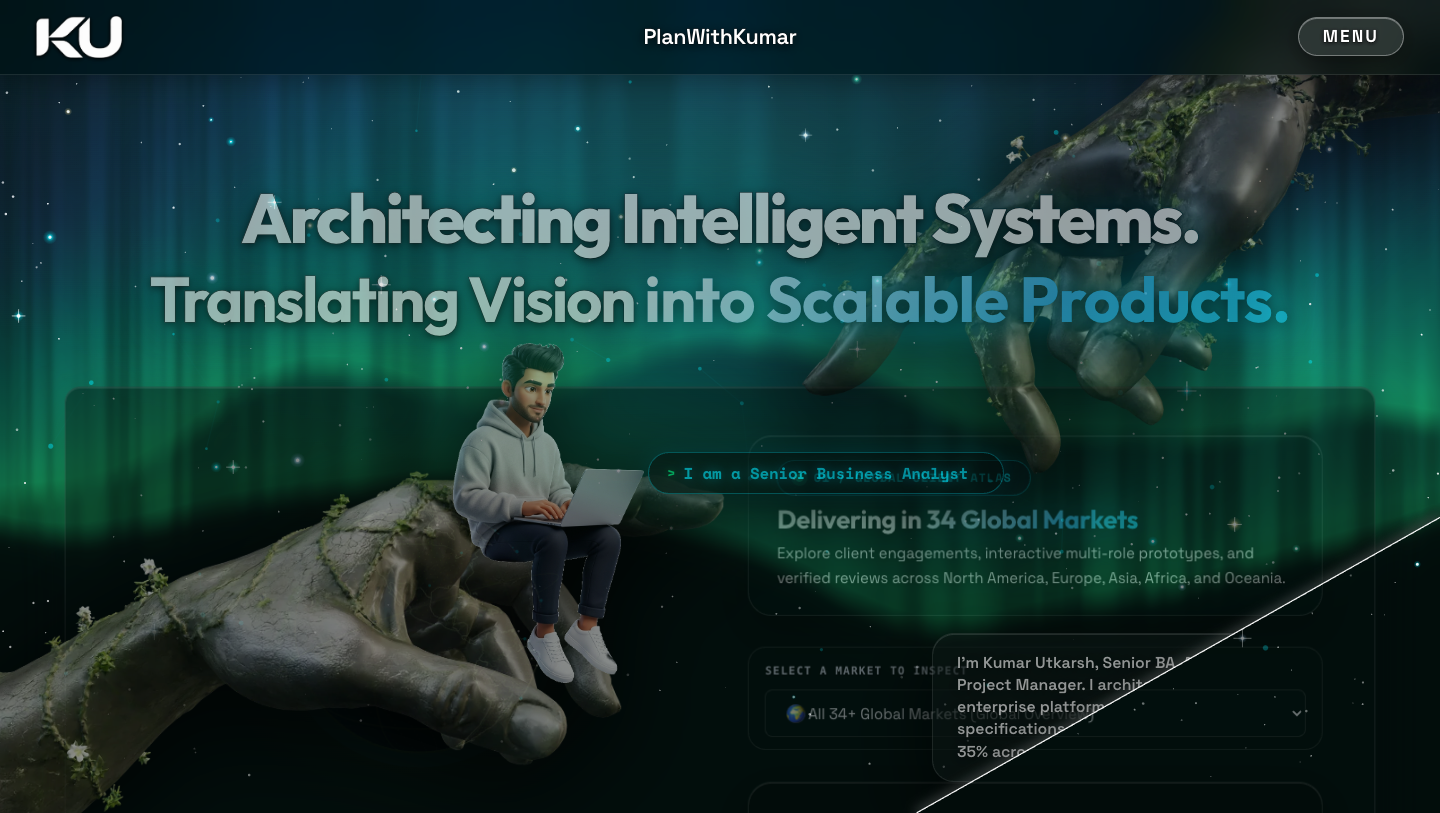 KU
PlanWithKumar
MENU
Architecting Intelligent Systems.
Translating Vision into Scalable Products.
> I am a Senior Business Analyst
ATLAS
Delivering in 34 Global Markets
Explore client engagements, interactive multi-role prototypes, and
verified reviews across North America, Europe, Asia, Africa, and Oceania.
SELECT A MARKET TO INSPECT
🌍 All 34+ Global Markets (Global Overview)
I'm Kumar Utkarsh, Senior BA
Project Manager. I archit
enterprise platform
specifications
35% acro